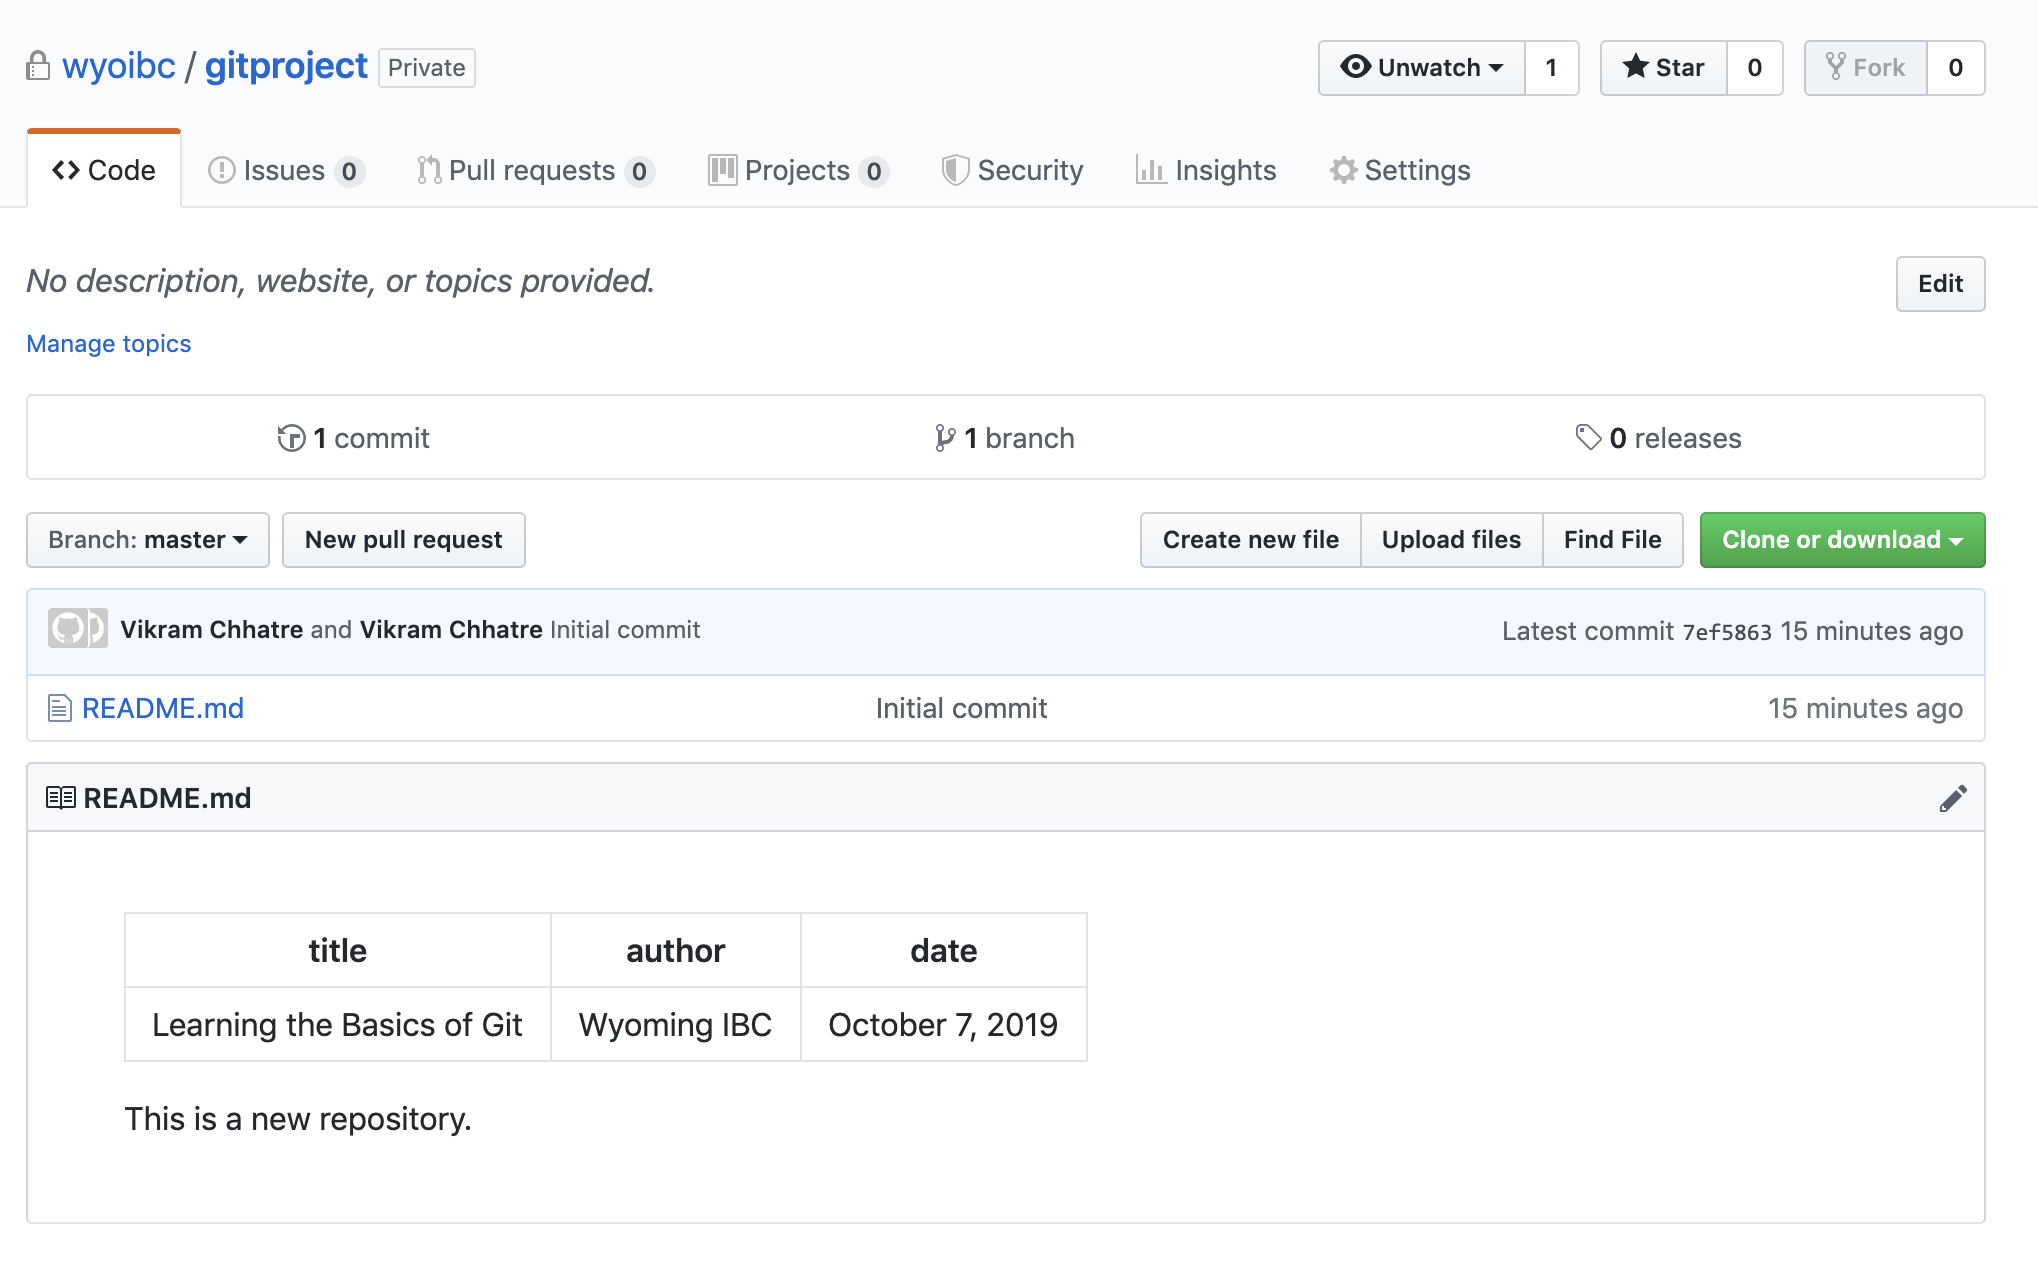 wyoibc / gitproject Private Unwatch 1 Star 0 Fork 0
Code Issues 0 Pull requests 0 Projects 0 Security Insights Settings
No description, website, or topics provided. Edit
Manage topics
1 commit 1 branch 0 releases
Branch: master New pull request Create new file Upload files Find File Clone or download
Vikram Chhatre and Vikram Chhatre Initial commit Latest commit 7ef5863 15 minutes ago
README.md Initial commit 15 minutes ago
README.md
title author date
Learning the Basics of Git Wyoming IBC October 7, 2019
This is a new repository.